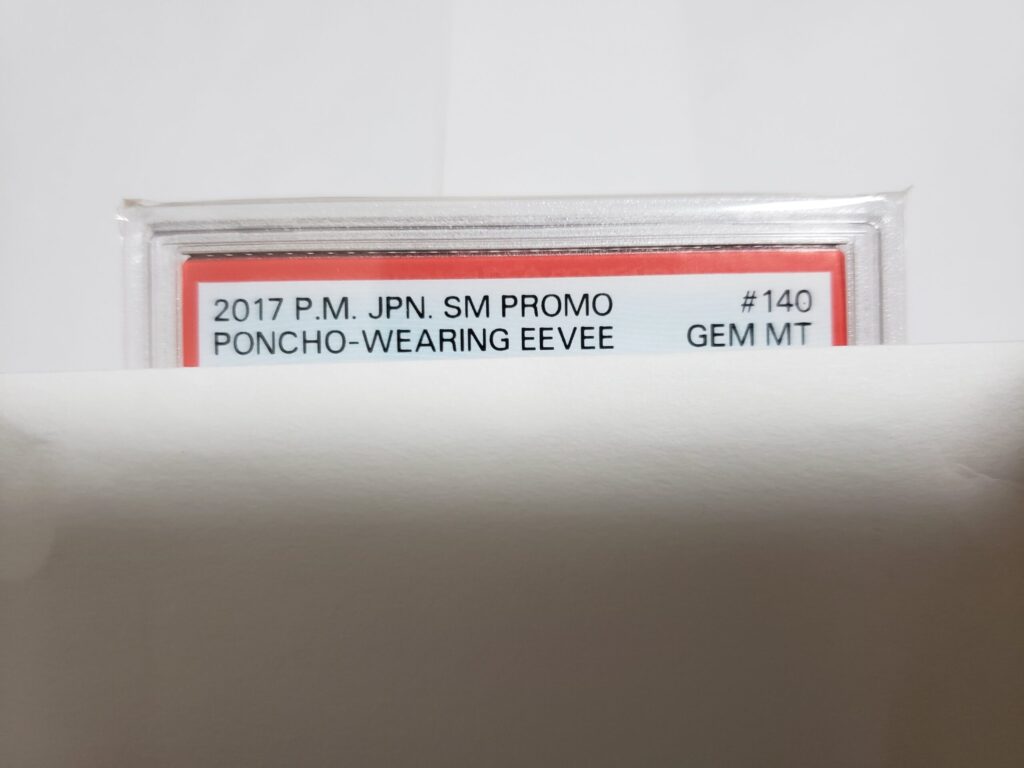 2017 P.M. JPN. SM PROMO #140
PONCHO-WEARING EEVEE GEM MT